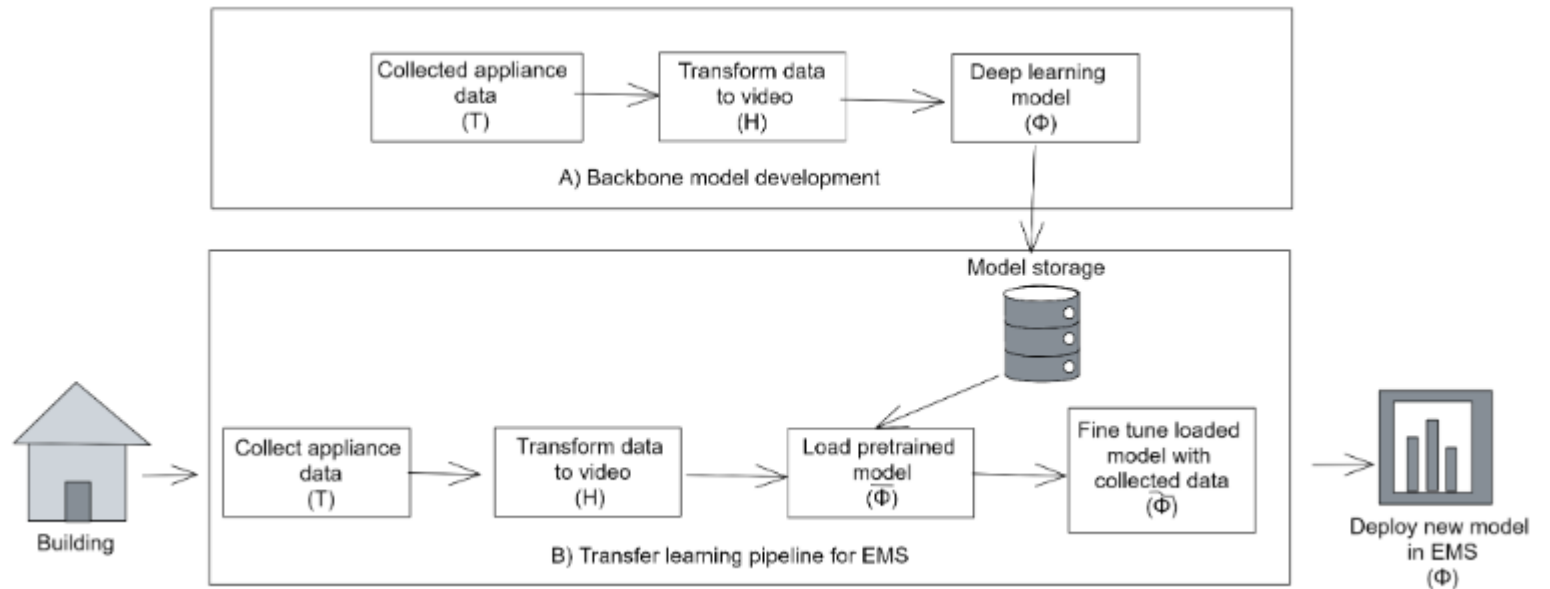 Collected appliance
data
(T)
Transform data
to video
(H)
Deep learning
model
(Φ)
A) Backbone model development
Model storage
Building
Collect appliance
data
(T)
Transform data
to video
(H)
Load pretrained
model
(Φ̅)
Fine tune loaded
model with
collected data
(Φ̃)
B) Transfer learning pipeline for EMS
Deploy new model
in EMS
(Φ)